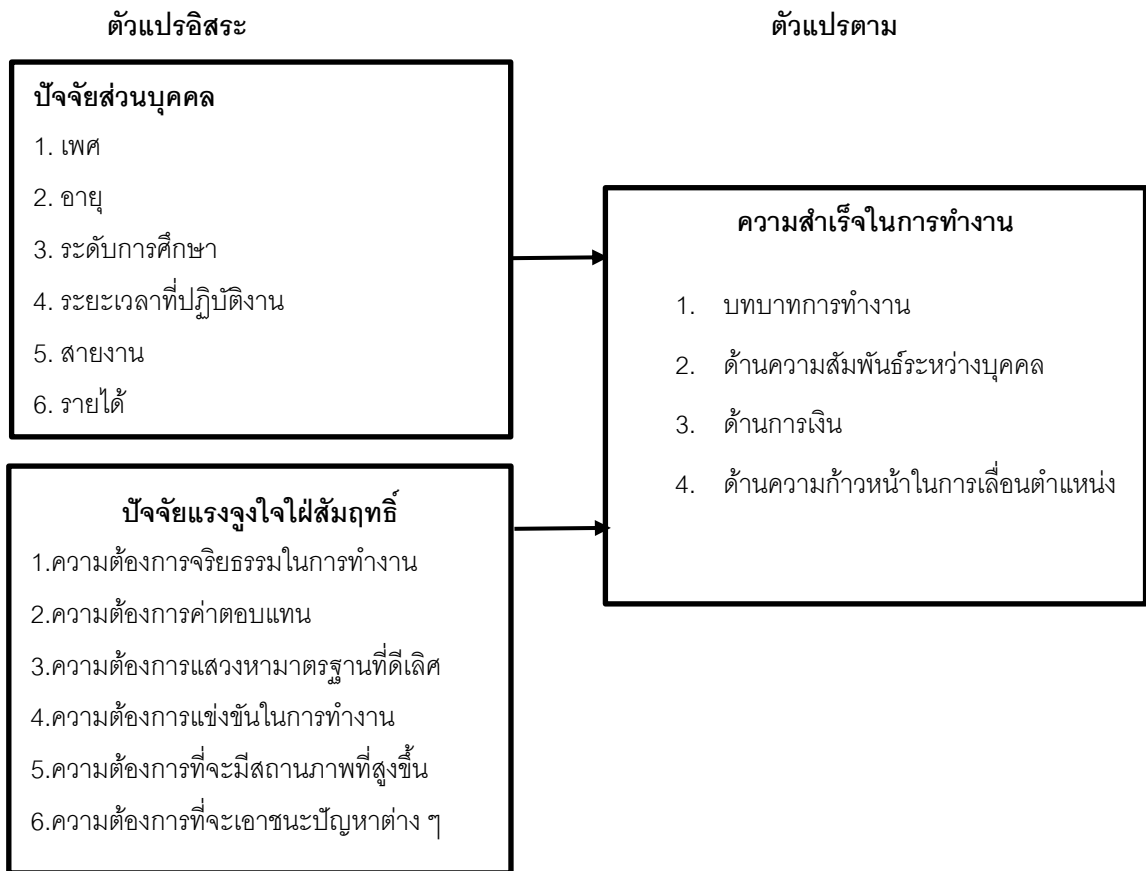 ตัวแปรอิสระ
ตัวแปรตาม
ปัจจัยส่วนบุคคล
1. เพศ
2. อายุ
3. ระดับการศึกษา
4. ระยะเวลาที่ปฏิบัติงาน
5. สายงาน
6. รายได้
ปัจจัยแรงจูงใจใฝ่สัมฤทธิ์
1.ความต้องการจริยธรรมในการทำงาน
2.ความต้องการค่าตอบแทน
3.ความต้องการแสวงหามาตรฐานที่ดีเลิศ
4.ความต้องการแข่งขันในการทำงาน
5.ความต้องการที่จะมีสถานภาพที่สูงขึ้น
6.ความต้องการที่จะเอาชนะปัญหาต่าง ๆ
ความสำเร็จในการทำงาน
1. บทบาทการทำงาน
2. ด้านความสัมพันธ์ระหว่างบุคคล
3. ด้านการเงิน
4. ด้านความก้าวหน้าในการเลื่อนตำแหน่ง